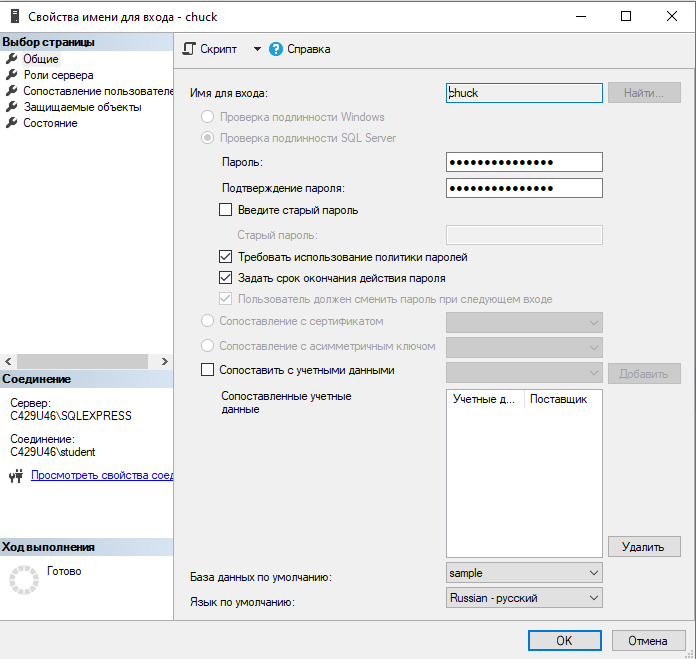 Свойства имени для входа - chuck
Выбор страницы
Общие
Роли сервера
Сопоставление пользователе
Защищаемые объекты
Состояние
Соединение
Сервер:
C429U46\SQLEXPRESS
Соединение:
C429U46\student
Просмотреть свойства соед
Ход выполнения
Готово
Скрипт
Справка
Имя для входа:
chuck
Найти...
Проверка подлинности Windows
Проверка подлинности SQL Server
Пароль:
●●●●●●●●●●●●●●●
Подтверждение пароля:
●●●●●●●●●●●●●●●
Введите старый пароль
Старый пароль:
Требовать использование политики паролей
Задать срок окончания действия пароля
Пользователь должен сменить пароль при следующем входе
Сопоставление с сертификатом
Сопоставление с асимметричным ключом
Сопоставить с учетными данными
Добавить
Сопоставленные учетные
данные
Учетные д...
Поставщик
Удалить
База данных по умолчанию:
sample
Язык по умолчанию:
Russian - русский
OK
Отмена